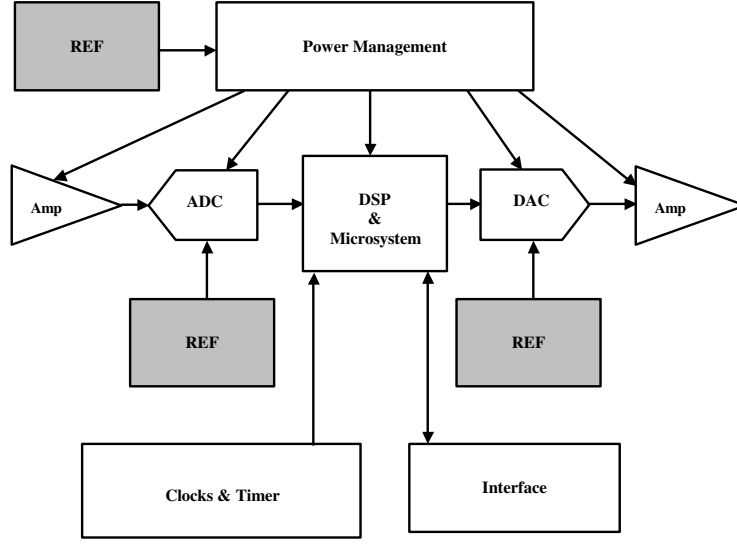 REF
Power Management
Amp
ADC
DSP
&
Microsystem
DAC
Amp
REF
REF
Clocks & Timer
Interface